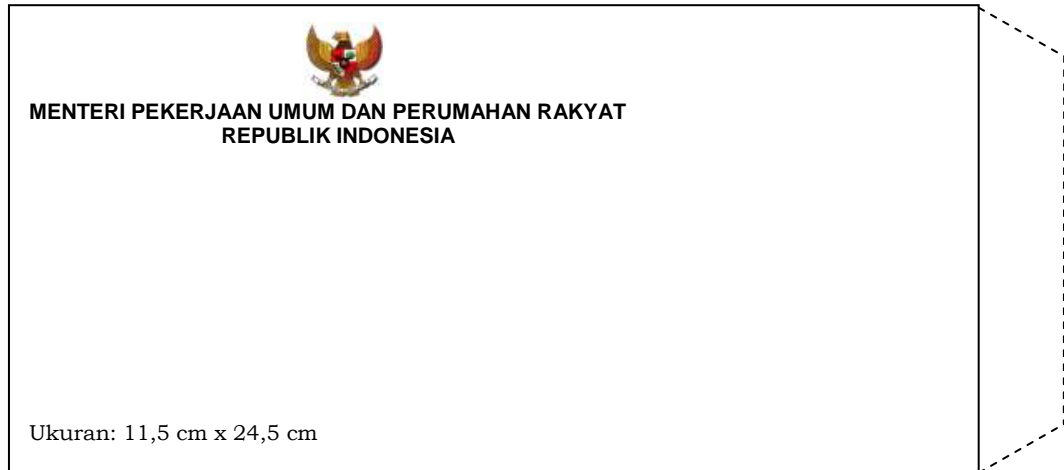 MENTERI PEKERJAAN UMUM DAN PERUMAHAN RAKYAT
REPUBLIK INDONESIA
Ukuran: 11,5 cm x 24,5 cm